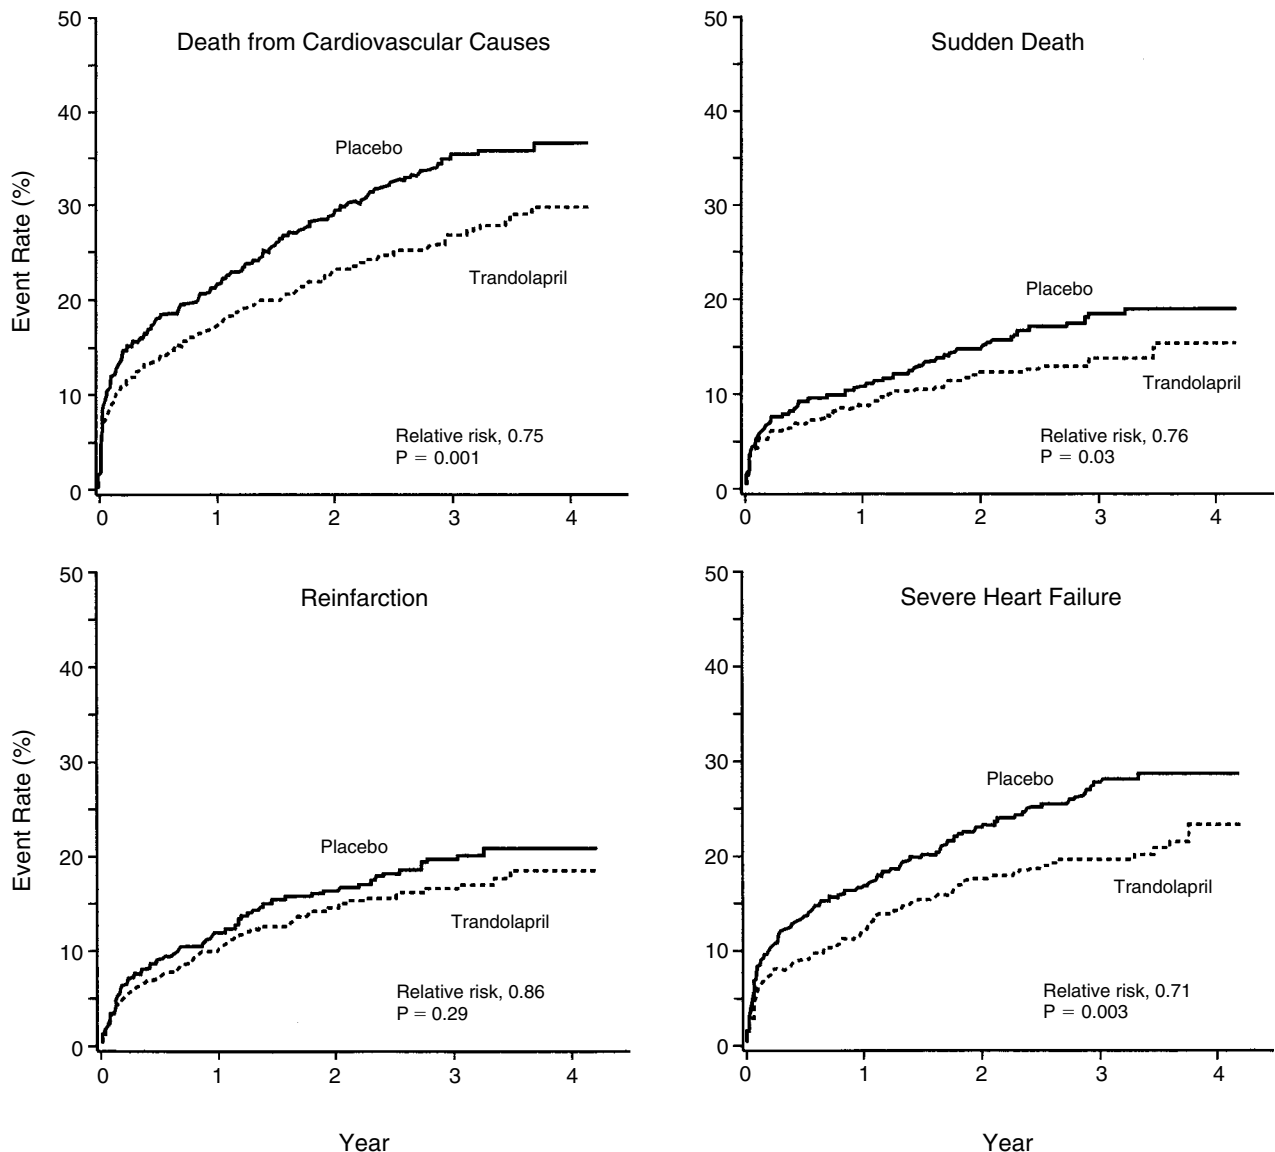 Death from Cardiovascular Causes
Event Rate (%)
50
40
30
20
10
0
Placebo
Trandolapril
Relative risk, 0.75
P = 0.001
0 1 2 3 4
Sudden Death
50
40
30
20
10
0
Placebo
Trandolapril
Relative risk, 0.76
P = 0.03
0 1 2 3 4
Reinfarction
Event Rate (%)
50
40
30
20
10
0
Placebo
Trandolapril
Relative risk, 0.86
P = 0.29
0 1 2 3 4
Year
Severe Heart Failure
50
40
30
20
10
0
Placebo
Trandolapril
Relative risk, 0.71
P = 0.003
0 1 2 3 4
Year